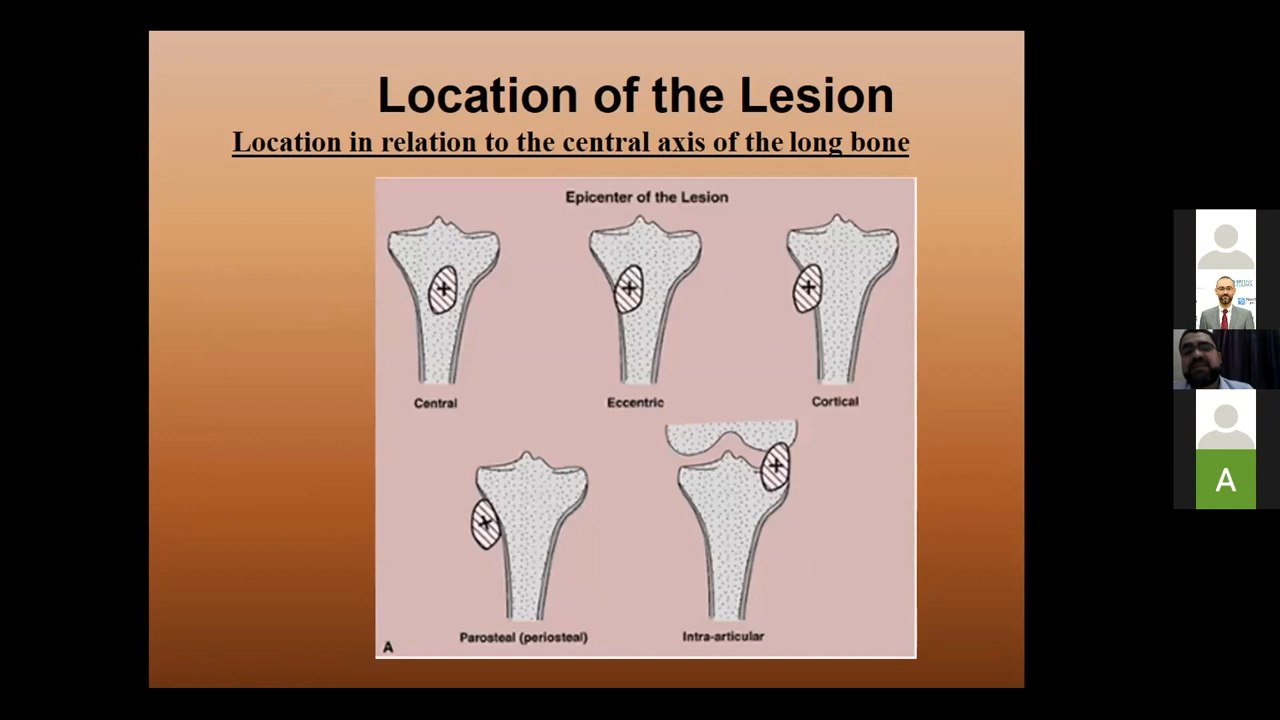 Location of the Lesion
Location in relation to the central axis of the long bone
Epicenter of the Lesion
Central
Eccentric
Cortical
Parosteal (periosteal)
Intra-articular
A
A